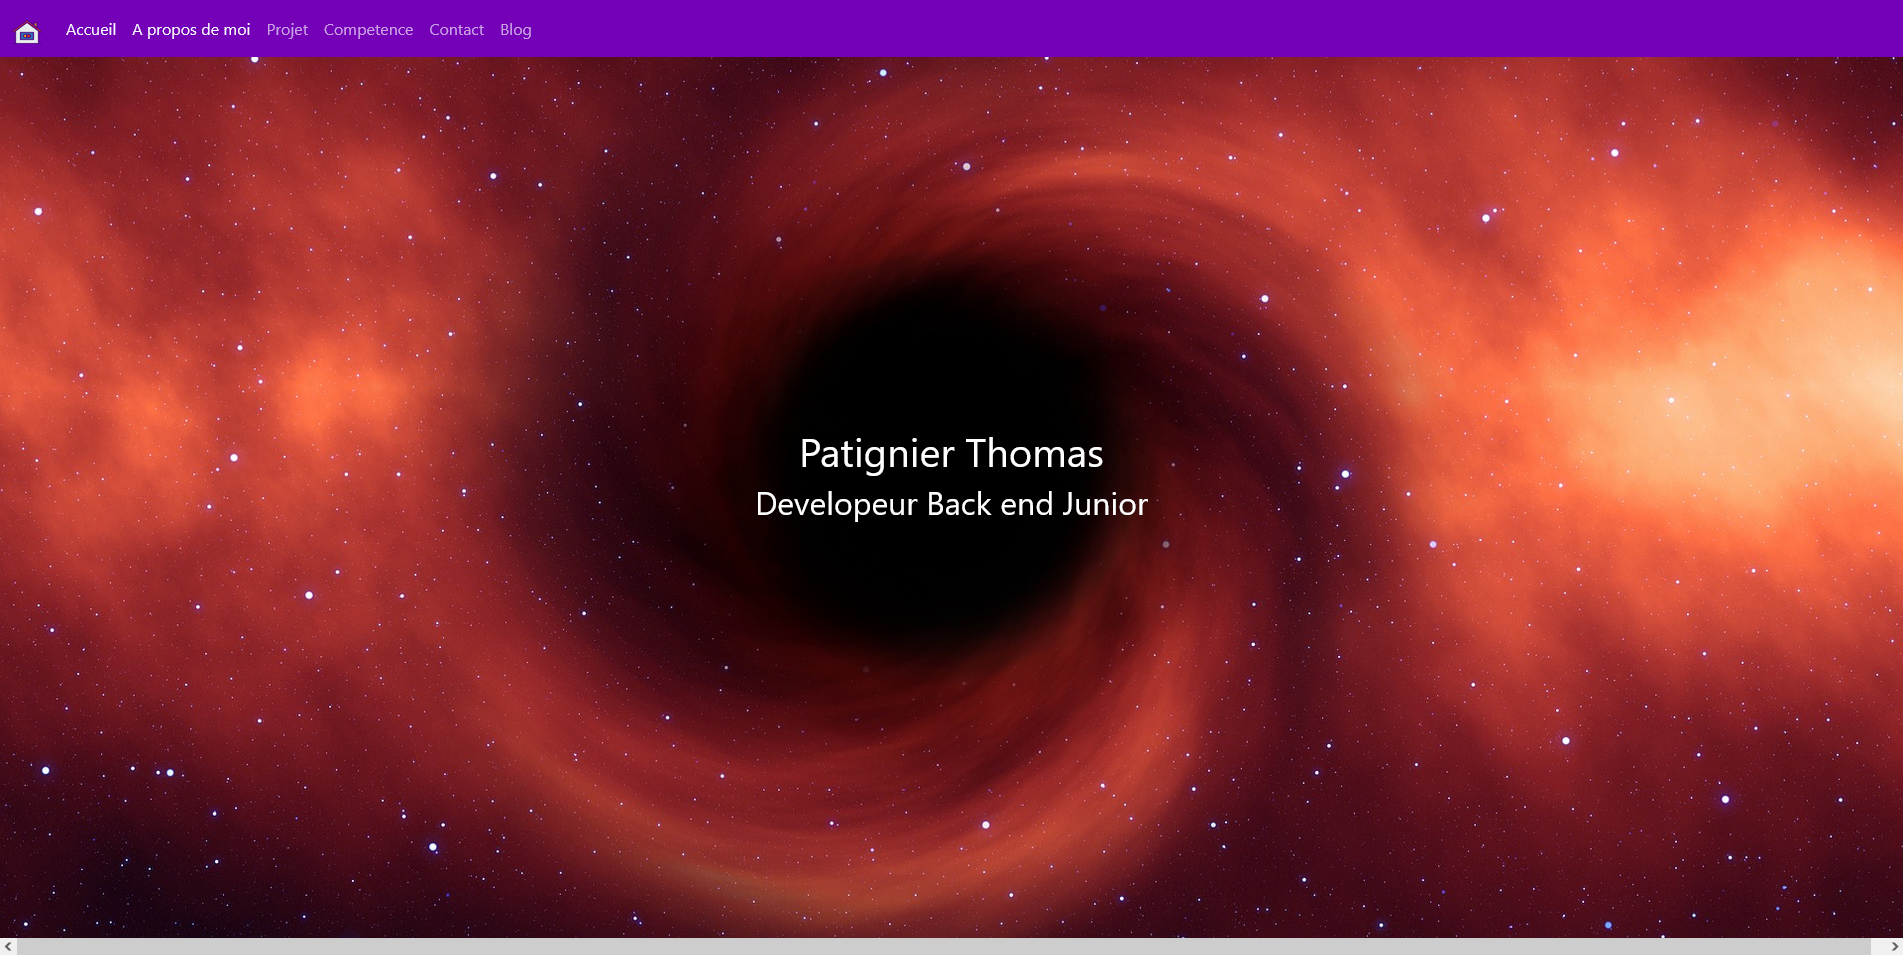 Accueil A propos de moi Projet Competence Contact Blog
Patignier Thomas
Developeur Back end Junior